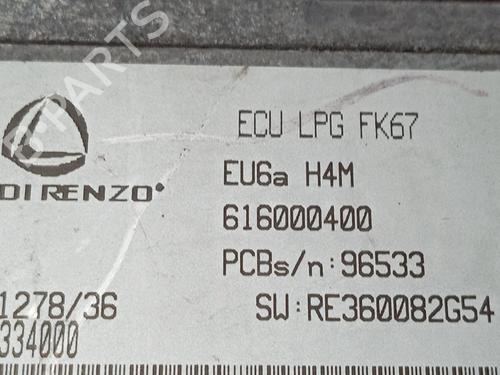 ECU LPG FK67
EU6a H4M
DI RENZO
616000400
PCBs/n:96533
1278/36
SW:RE360082G54
334000